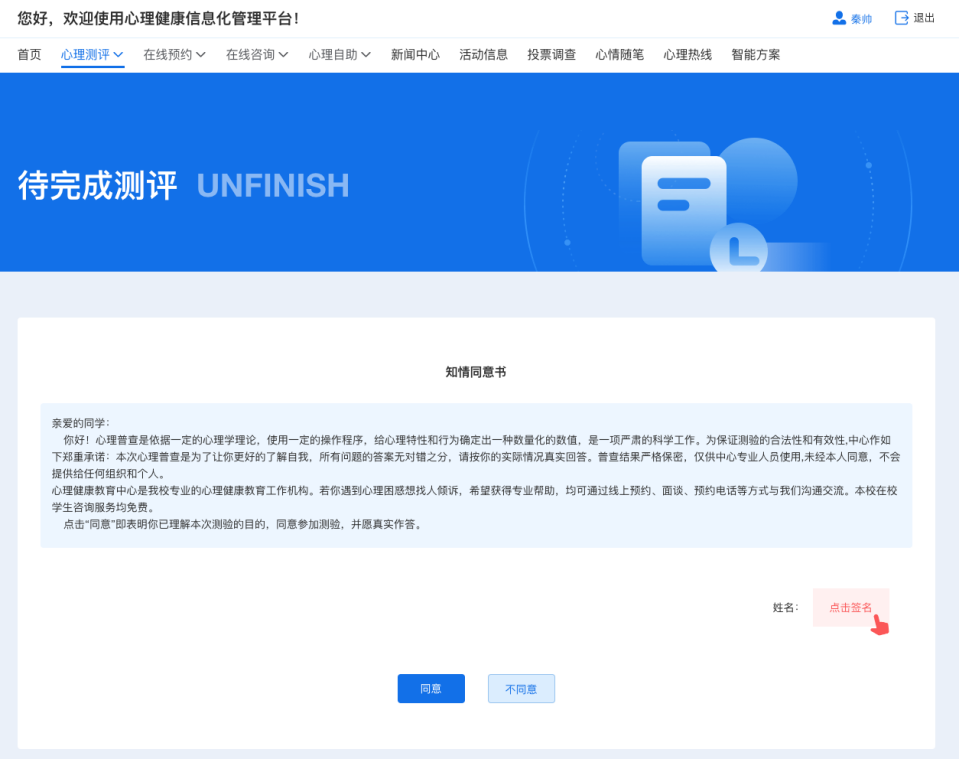 您好，欢迎使用心理健康信息化管理平台！
秦帅
退出
首页 心理测评 在线预约 在线咨询 心理自助 新闻中心 活动信息 投票调查 心情随笔 心理热线 智能方案
待完成测评 UNFINISH
知情同意书
亲爱的同学：
你好！心理普查是依据一定的心理学理论，使用一定的操作程序，给心理特性和行为确定出一种数量化的数值，是一项严肃的科学工作。为保证测验的合法性和有效性,中心作如
下郑重承诺：本次心理普查是为了让你更好的了解自我，所有问题的答案无对错之分，请按你的实际情况真实回答。普查结果严格保密，仅供中心专业人员使用,未经本人同意，不会
提供给任何组织和个人。
心理健康教育中心是我校专业的心理健康教育工作机构。若你遇到心理困惑想找人倾诉，希望获得专业帮助，均可通过线上预约、面谈、预约电话等方式与我们沟通交流。本校在校
学生咨询服务均免费。
点击“同意”即表明你已理解本次测验的目的，同意参加测验，并愿真实作答。
姓名：
点击签名
同意
不同意